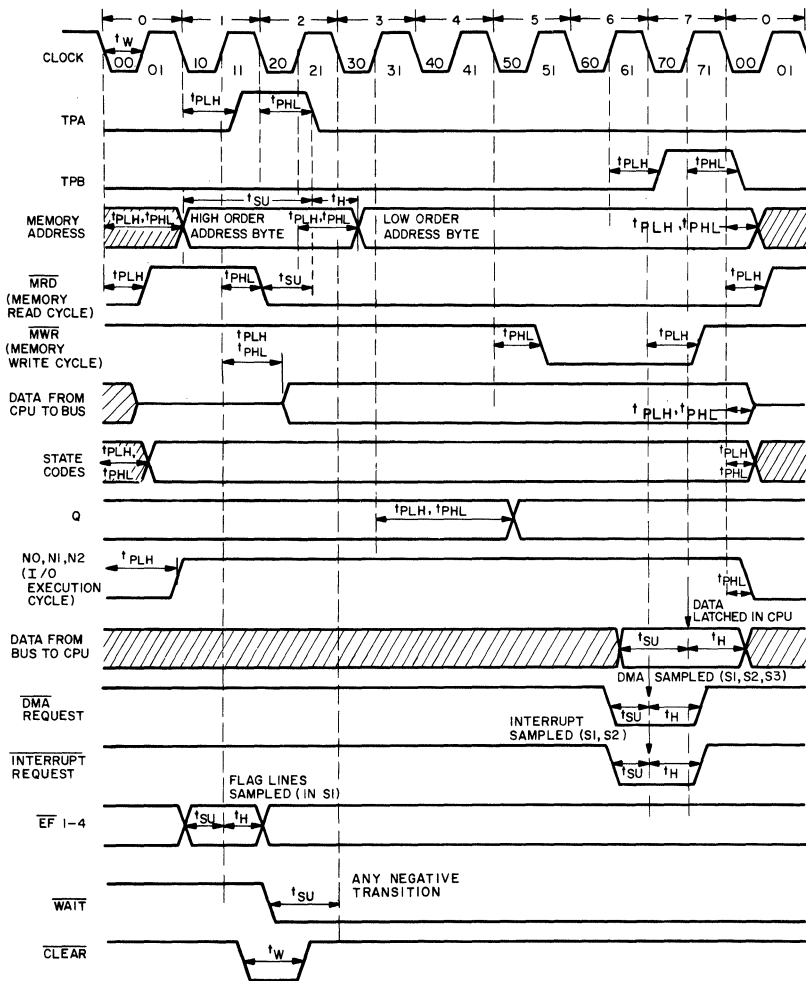 0 1 2 3 4 5 6 7 0
CLOCK
tW
00 01 10 11 20 21 30 31 40 41 50 51 60 61 70 71 00 01
TPA
tPLH tPHL
TPB
tPLH tPHL
tSU tH
MEMORY
ADDRESS
tPLH,tPHL
HIGH ORDER
ADDRESS BYTE
tPLH,tPHL
LOW ORDER
ADDRESS BYTE
tPLH,tPHL
MRD
(MEMORY
READ CYCLE)
tPLH tPHL tSU tPLH
MWR
(MEMORY
WRITE CYCLE)
tPLH
tPHL
tPHL tPLH
DATA FROM
CPU TO BUS
tPLH,tPHL
STATE
CODES
tPLH,
tPHL
tPLH
tPHL
Q
tPLH, tPHL
N0,N1,N2
(I/O
EXECUTION
CYCLE)
tPLH
tPHL
DATA
LATCHED IN CPU
DATA FROM
BUS TO CPU
tSU tH
DMA SAMPLED (S1,S2,S3)
DMA
REQUEST
tSU tH
INTERRUPT
SAMPLED (S1, S2)
INTERRUPT
REQUEST
tSU tH
FLAG LINES
SAMPLED (IN S1)
EF 1-4
tSU tH
ANY NEGATIVE
TRANSITION
WAIT
tSU
CLEAR
tW